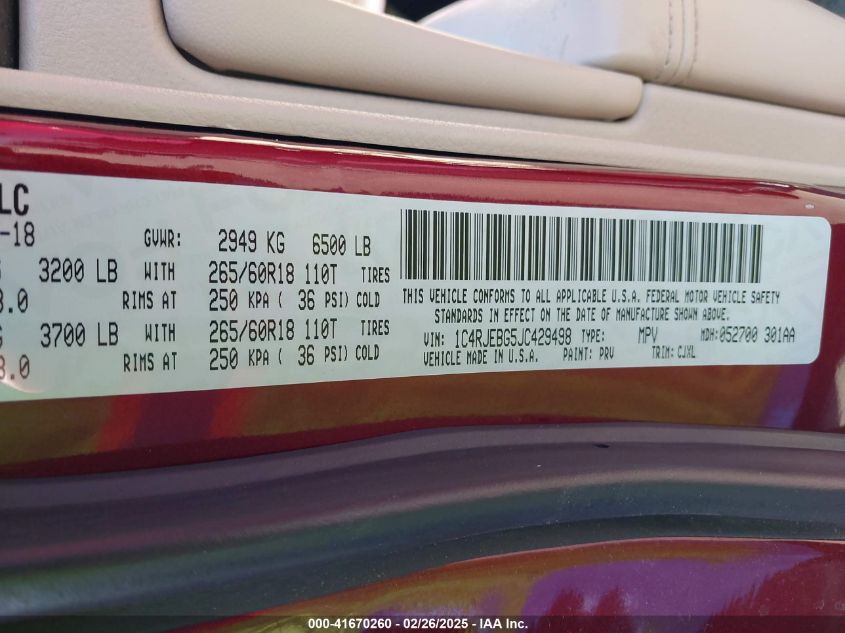 LC
-18
GVWR: 2949 KG 6500 LB
3200 LB WITH 265/60R18 110T TIRES
.0 RIMS AT 250 KPA ( 36 PSI) COLD
3700 LB WITH 265/60R18 110T TIRES
.0 RIMS AT 250 KPA ( 36 PSI) COLD
THIS VEHICLE CONFORMS TO ALL APPLICABLE U.S.A. FEDERAL MOTOR VEHICLE SAFETY
STANDARDS IN EFFECT ON THE DATE OF MANUFACTURE SHOWN ABOVE.
VIN: 1C4RJEBG5JC429498 TYPE: MPV MDH:052700 301AA
VEHICLE MADE IN U.S.A. PAINT: PRV TRIM: CJXL
000-41670260 - 02/26/2025 - IAA Inc.